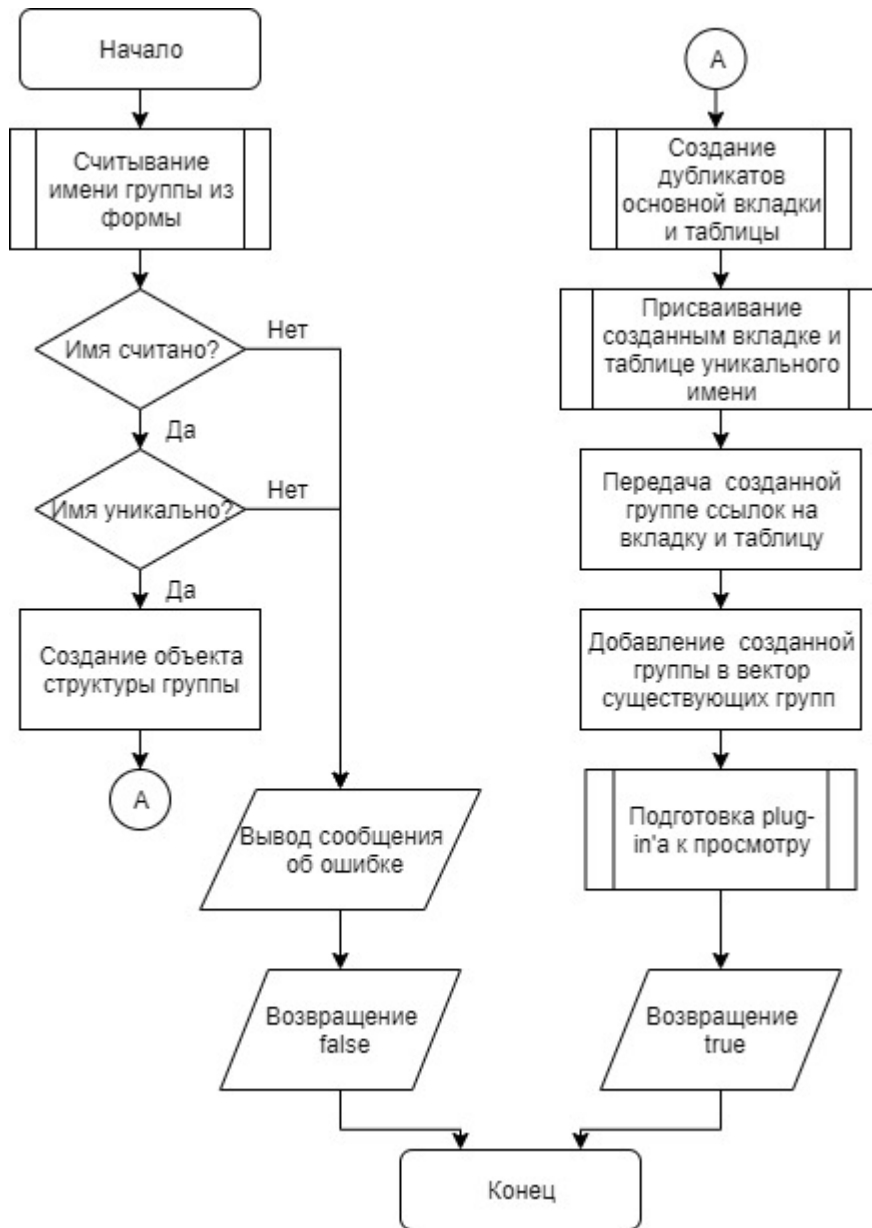 Начало
Считывание
имени группы из
формы
Имя считано?
Нет
Да
Имя уникально?
Нет
Да
Создание объекта
структуры группы
А
Вывод сообщения
об ошибке
Возвращение
false
А
Создание
дубликатов
основной вкладки
и таблицы
Присваивание
созданным вкладке и
таблице уникального
имени
Передача созданной
группе ссылок на
вкладку и таблицу
Добавление созданной
группы в вектор
существующих групп
Подготовка plug-
in'а к просмотру
Возвращение
true
Конец